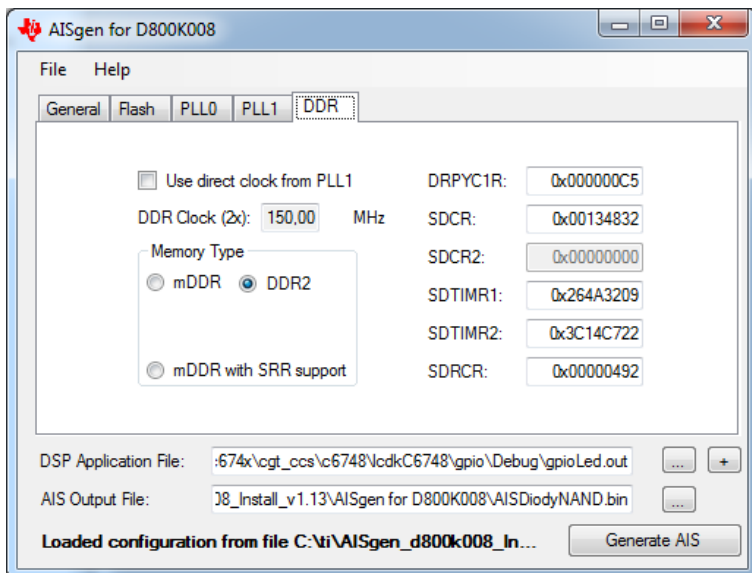 AISgen for D800K008
File Help
General Flash PLL0 PLL1 DDR
Use direct clock from PLL1
DDR Clock (2x): 150,00 MHz
Memory Type
mDDR DDR2
mDDR with SRR support
DRPYC1R: 0x000000C5
SDCR: 0x00134832
SDCR2: 0x00000000
SDTIMR1: 0x264A3209
SDTIMR2: 0x3C14C722
SDRCR: 0x00000492
DSP Application File: :674x\cgt_ccs\c6748\lcdkC6748\gpio\Debug\gpioLed.out ... +
AIS Output File: 08_Install_v1.13\AISgen for D800K008\AISDiodyNAND.bin ...
Loaded configuration from file C:\ti\AISgen_d800k008_In... Generate AIS